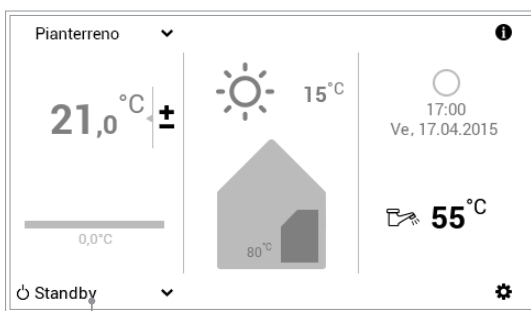 Pianterreno
21,0°C ±
0,0°C
Standby
15°C
80°C
17:00
Ve, 17.04.2015
55°C